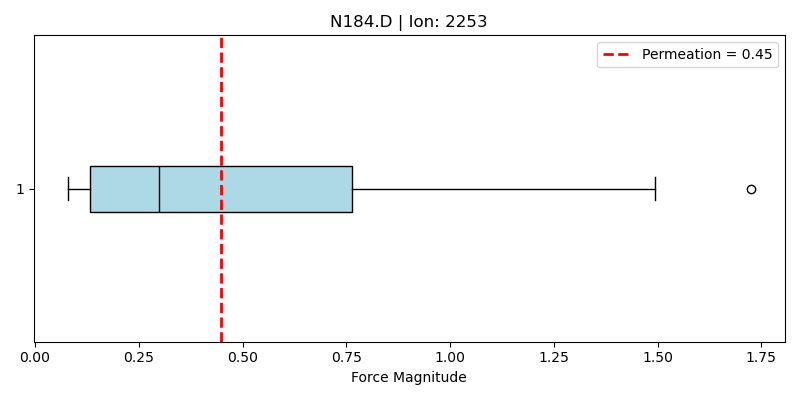 N184.D | Ion: 2253
Permeation = 0.45
1
0.00 0.25 0.50 0.75 1.00 1.25 1.50 1.75
Force Magnitude